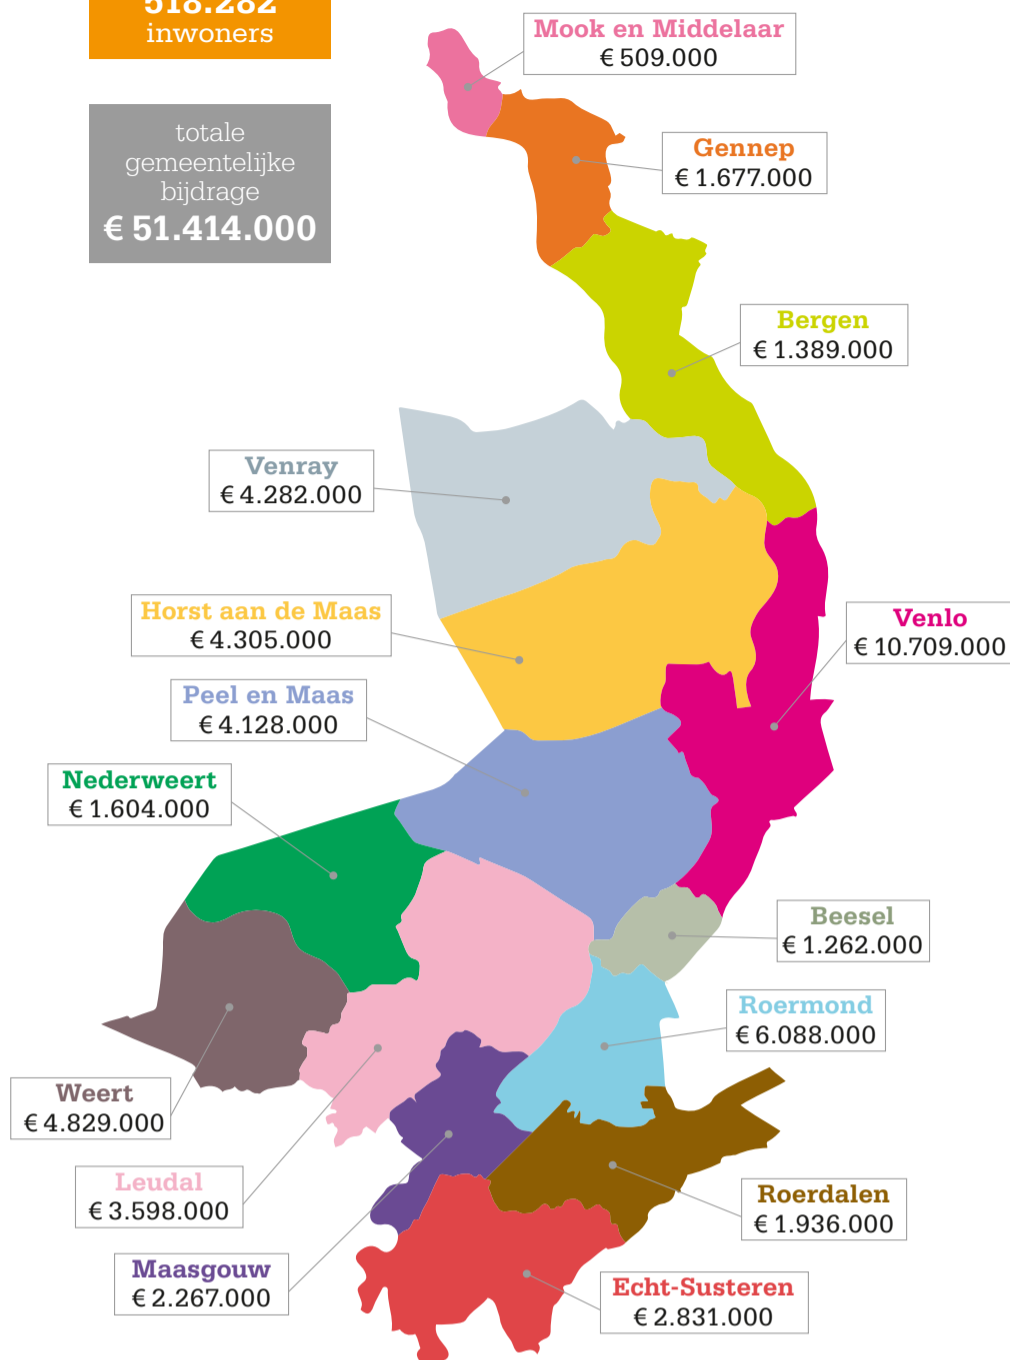 518.282
inwoners
totale
gemeentelijke
bijdrage
€ 51.414.000
Mook en Middelaar
€ 509.000
Gennep
€ 1.677.000
Bergen
€ 1.389.000
Venray
€ 4.282.000
Horst aan de Maas
€ 4.305.000
Venlo
€ 10.709.000
Peel en Maas
€ 4.128.000
Nederweert
€ 1.604.000
Beesel
€ 1.262.000
Roermond
€ 6.088.000
Weert
€ 4.829.000
Leudal
€ 3.598.000
Roerdalen
€ 1.936.000
Maasgouw
€ 2.267.000
Echt-Susteren
€ 2.831.000